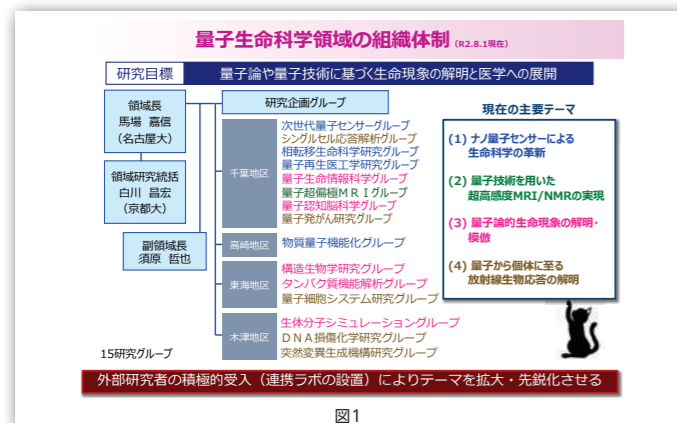 量子生命科学領域の組織体制 (R2.8.1現在)
研究目標 量子論や量子技術に基づく生命現象の解明と医学への展開
領域長
馬場 嘉信
(名古屋大)
領域研究統括
白川 昌宏
(京都大)
副領域長
須原 哲也
研究企画グループ
千葉地区
次世代量子センサーグループ
シングルセル応答解析グループ
相転移生命科学研究グループ
量子再生医工学研究グループ
量子生命情報科学グループ
量子超偏極MRIグループ
量子認知脳科学グループ
量子発がん研究グループ
高崎地区
物質量子機能化グループ
東海地区
構造生物学研究グループ
タンパク質機能解析グループ
量子細胞システム研究グループ
木津地区
生体分子シミュレーショングループ
DNA損傷化学研究グループ
突然変異生成機構研究グループ
15研究グループ
現在の主要テーマ
(1) ナノ量子センサーによる
生命科学の革新
(2) 量子技術を用いた
超高感度MRI/NMRの実現
(3) 量子論的生命現象の解明・
模倣
(4) 量子から個体に至る
放射線生物応答の解明
外部研究者の積極的受入(連携ラボの設置)によりテーマを拡大・先鋭化させる
図1